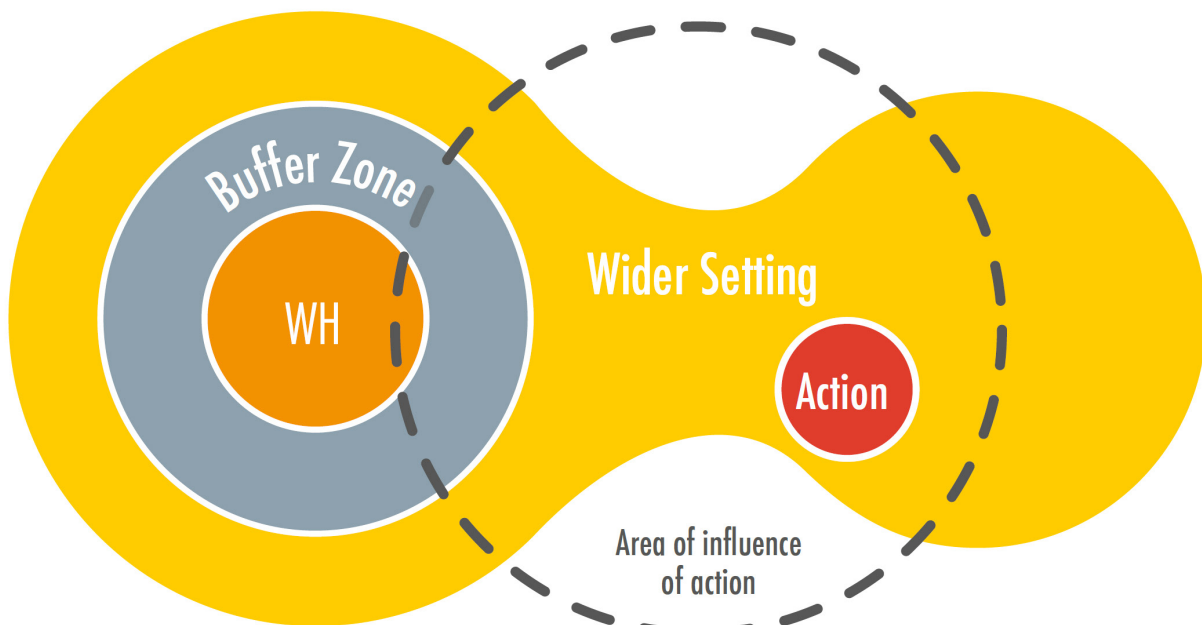 Buffer Zone
WH
Wider Setting
Action
Area of influence
of action